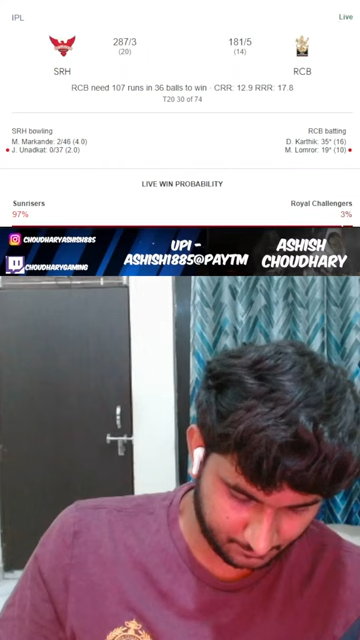 IPL
Live
287/3
(20)
181/5
(14)
SRH
RCB
RCB need 107 runs in 36 balls to win · CRR: 12.9 RRR: 17.8
T20 30 of 74
SRH bowling
RCB batting
M. Markande: 2/46 (4.0)
D. Karthik: 35* (16)
J. Unadkat: 0/37 (2.0)
M. Lomror: 19* (10)
LIVE WIN PROBABILITY
Sunrisers
Royal Challengers
97%
3%
CHOUDHARYASHISH885
CHOUDHARYGAMING
UPI -
ASHISH1885@PAYTM
ASHISH
CHOUDHARY